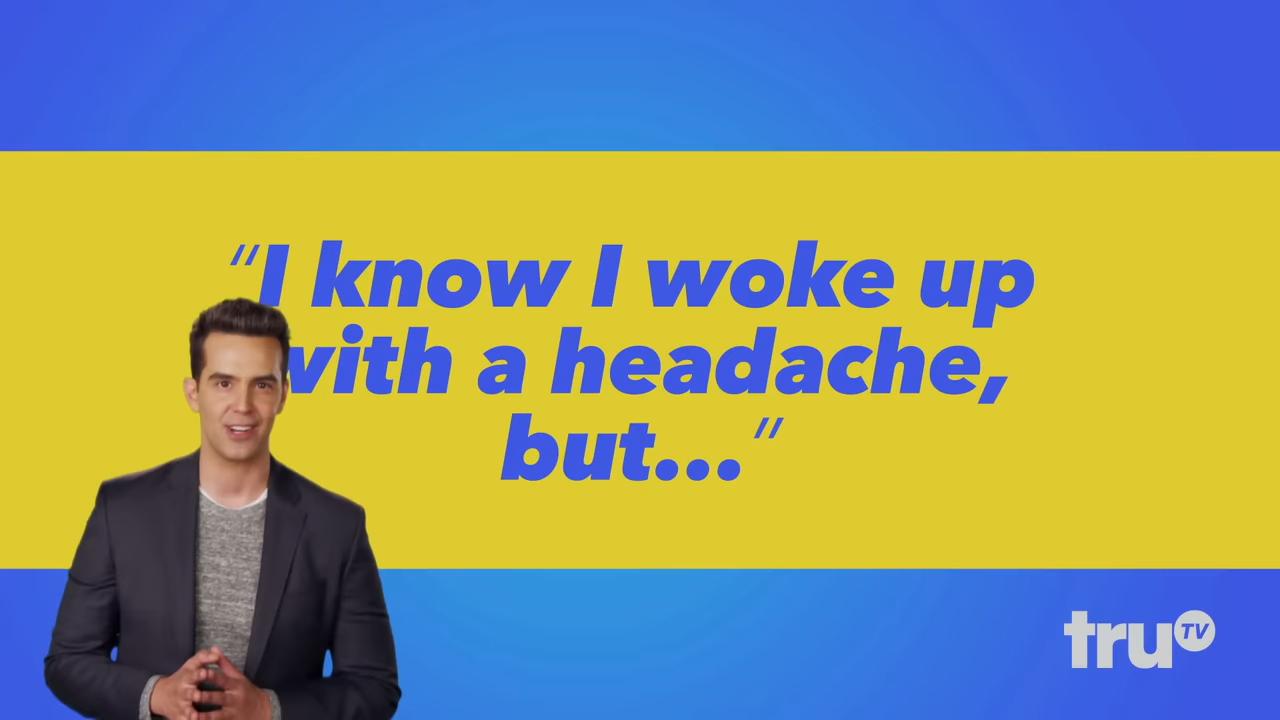 “I know I woke up
with a headache,
but...”
truTV